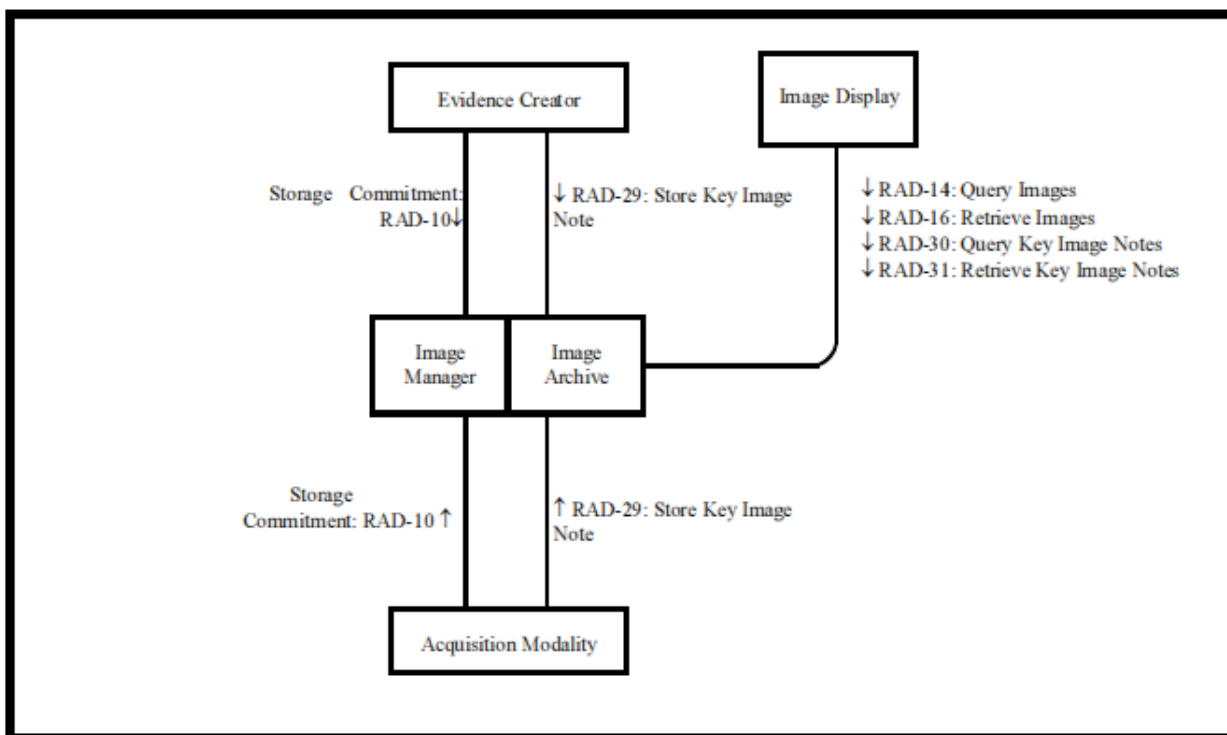 Evidence Creator
Image Display
Storage Commitment:
RAD-10↓
↓ RAD-29: Store Key Image
Note
↓ RAD-14: Query Images
↓ RAD-16: Retrieve Images
↓ RAD-30: Query Key Image Notes
↓ RAD-31: Retrieve Key Image Notes
Image
Manager
Image
Archive
Storage
Commitment: RAD-10 ↑
↑ RAD-29: Store Key Image
Note
Acquisition Modality